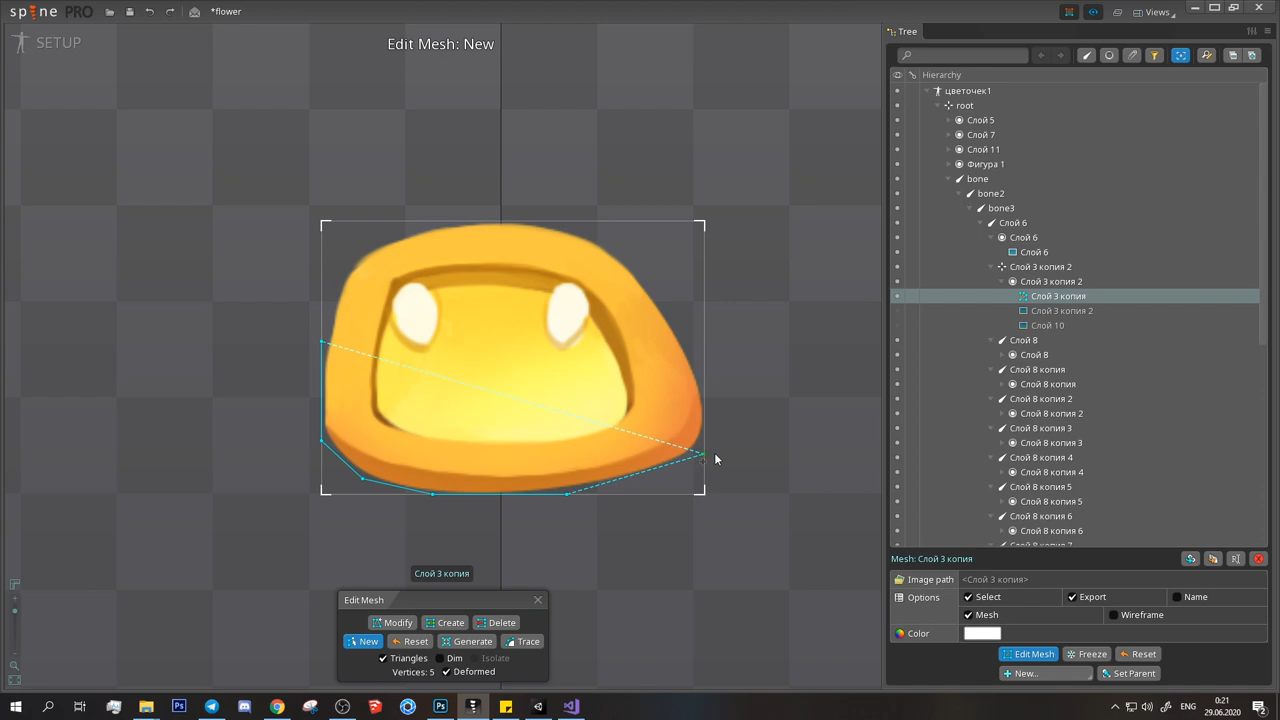 spine PRO
*flower
Views
SETUP
Edit Mesh: New
Tree
Hierarchy
цветочек1
root
Слой 5
Слой 7
Слой 11
Фигура 1
bone
bone2
bone3
Слой 6
Слой 6
Слой 6
Слой 3 копия 2
Слой 3 копия 2
Слой 3 копия
Слой 3 копия 2
Слой 10
Слой 8
Слой 8
Слой 8 копия
Слой 8 копия
Слой 8 копия 2
Слой 8 копия 2
Слой 8 копия 3
Слой 8 копия 3
Слой 8 копия 4
Слой 8 копия 4
Слой 8 копия 5
Слой 8 копия 5
Слой 8 копия 6
Слой 8 копия 6
Слой 8 копия 7
Mesh: Слой 3 копия
Image path <Слой 3 копия>
Options Select Export Name
Mesh Wireframe
Color
Edit Mesh Freeze Reset
New... Set Parent
Слой 3 копия
Edit Mesh
Modify Create Delete
New Reset Generate Trace
Triangles Dim Isolate
Vertices: 5 Deformed
РУС
0:21
29.06.2020
2